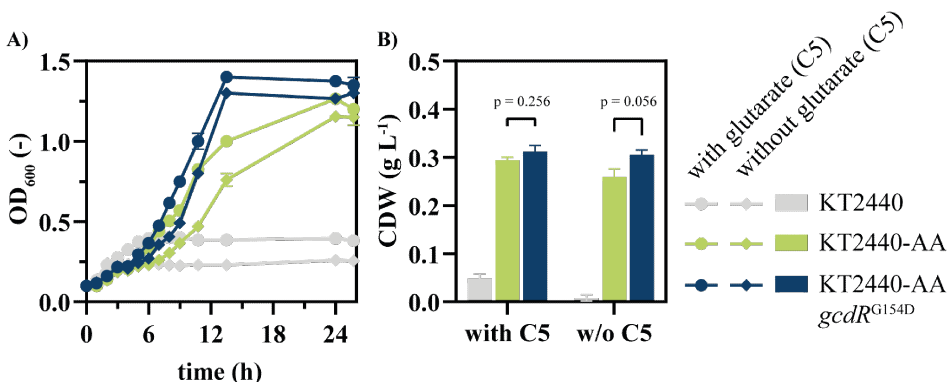 A)
OD600 (-)
1.5
1.0
0.5
0.0
0 6 12 18 24
time (h)
B)
CDW (g L-1)
0.5
0.4
0.3
0.2
0.1
0.0
p = 0.256
p = 0.056
with C5 w/o C5
with glutarate (C5)
without glutarate (C5)
KT2440
KT2440-AA
KT2440-AA
gcdRG154D